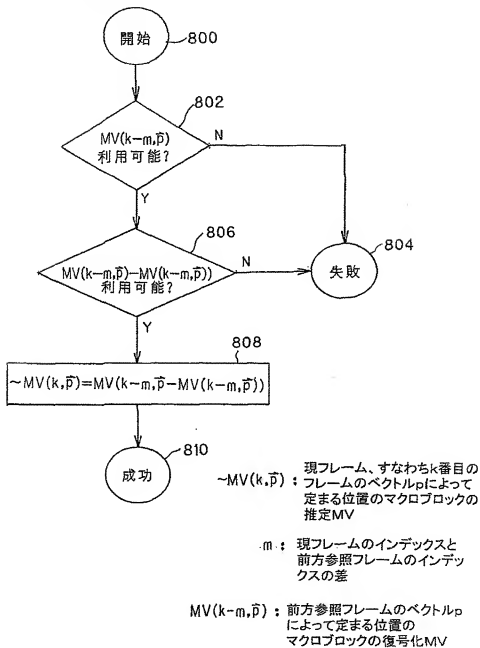 開始
800
802
MV(k-m,p⃗)
利用可能?
N
Y
806
804
MV(k-m,p⃗)-MV(k-m,p⃗))
利用可能?
N
失敗
Y
808
~MV(k,p⃗)=MV(k-m,p⃗-MV(k-m,p⃗))
810
成功
~MV(k,p⃗) : 現フレーム、すなわちk番目の
フレームのベクトルpによって
定まる位置のマクロブロックの
推定MV
m : 現フレームのインデックスと
前方参照フレームのインデッ
クスの差
MV(k-m,p⃗) : 前方参照フレームのベクトルp
によって定まる位置の
マクロブロックの復号化MV